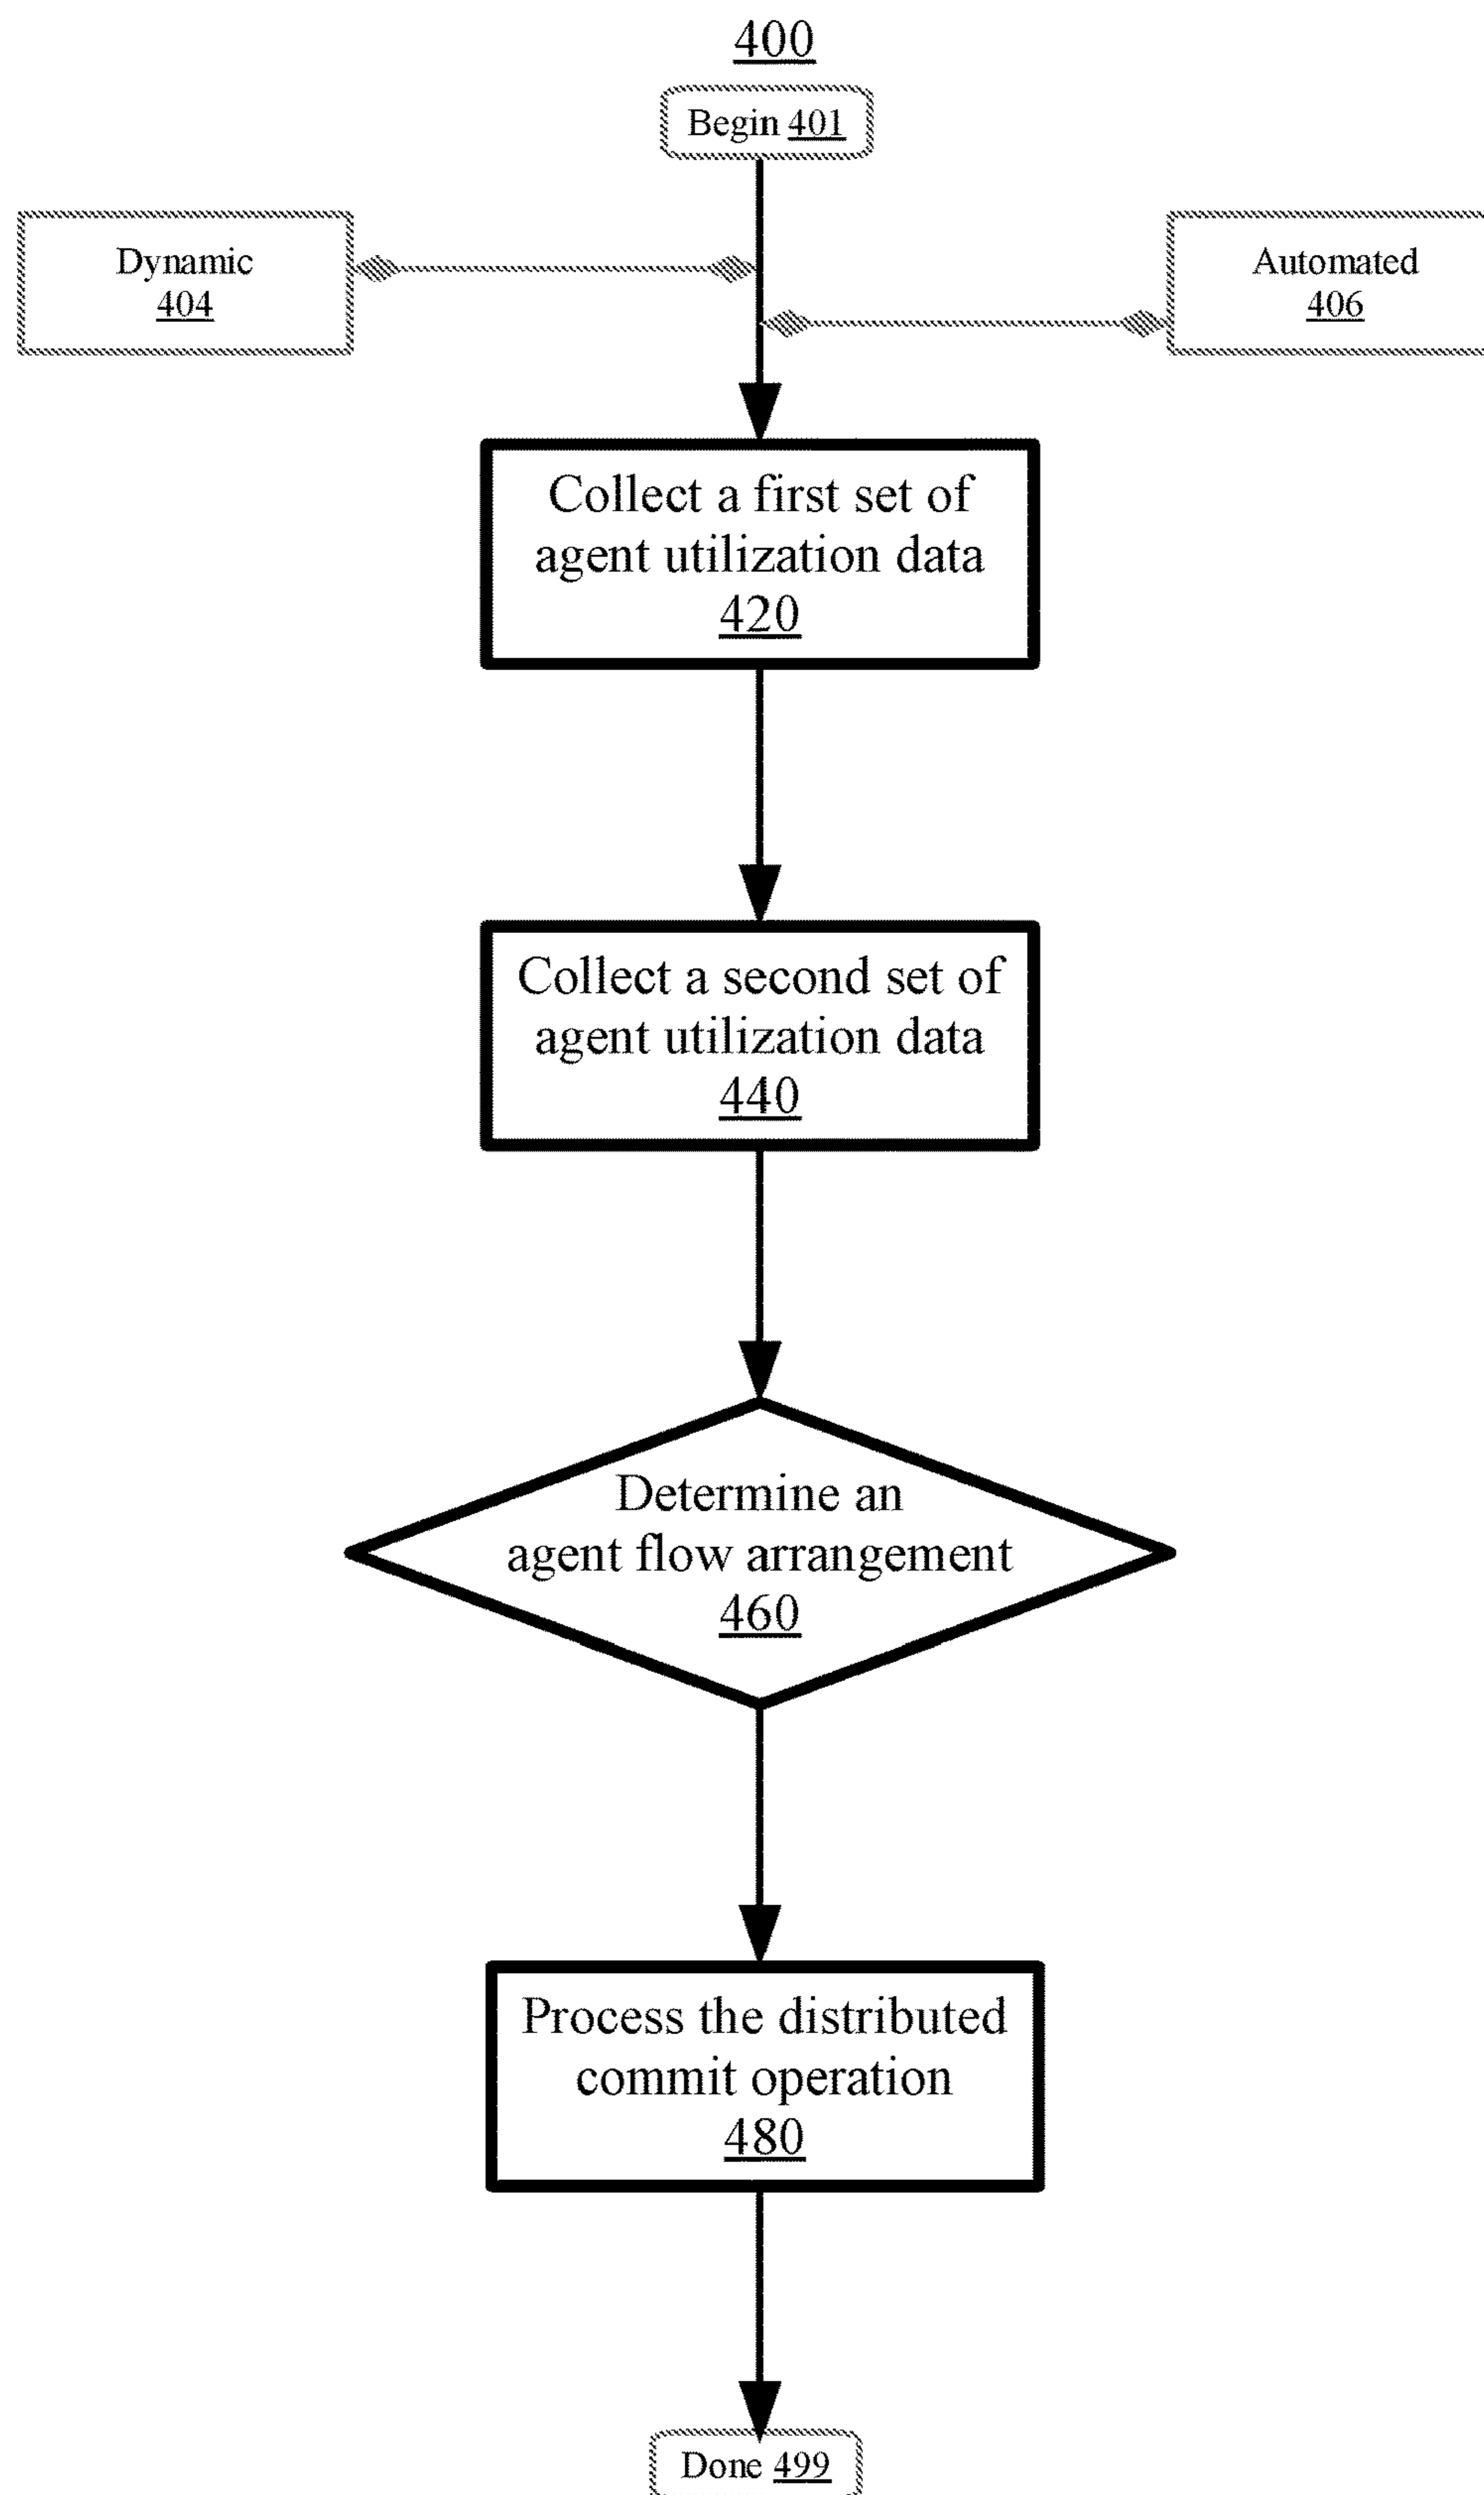 400
Begin 401
Dynamic
404
Automated
406
Collect a first set of
agent utilization data
420
Collect a second set of
agent utilization data
440
Determine an
agent flow arrangement
460
Process the distributed
commit operation
480
Done 499